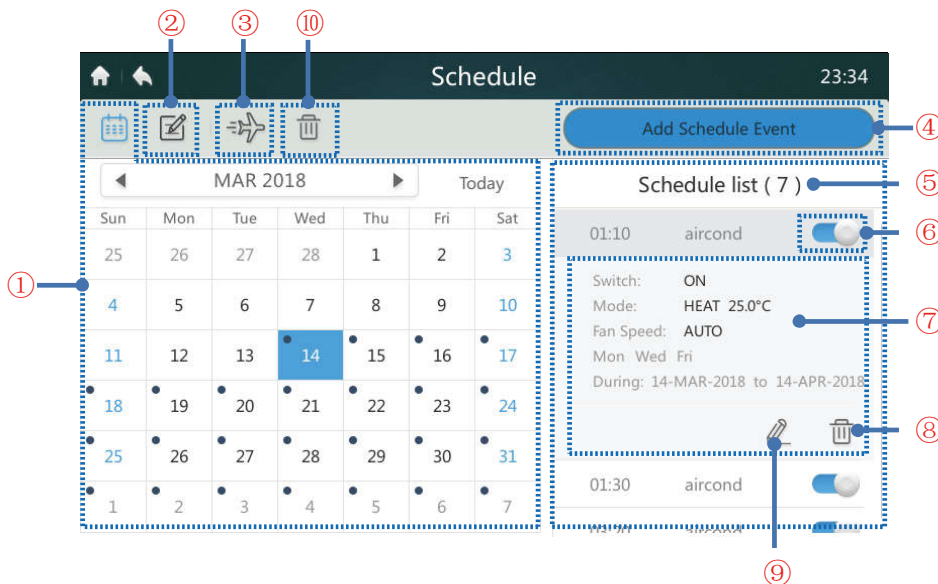 ② ③ ⑩
Schedule 23:34
Add Schedule Event ④
MAR 2018 Today
Sun Mon Tue Wed Thu Fri Sat
25 26 27 28 1 2 3
4 5 6 7 8 9 10
11 12 13 14 15 16 17
18 19 20 21 22 23 24
25 26 27 28 29 30 31
1 2 3 4 5 6 7
①
Schedule list ( 7 ) ⑤
01:10 aircond ⑥
Switch: ON
Mode: HEAT 25.0°C ⑦
Fan Speed: AUTO
Mon Wed Fri
During: 14-MAR-2018 to 14-APR-2018
⑧
01:30 aircond
03:20 aircond
⑨